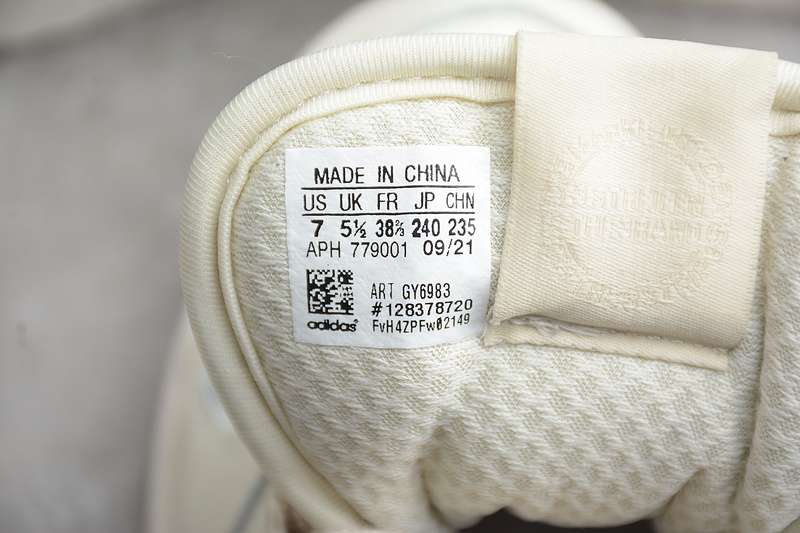 MADE IN CHINA
US UK FR JP CHN
7 5½ 38⅔ 240 235
APH 779001 09/21
ART GY6983
#128378720
adidas FvH4ZPFw02149